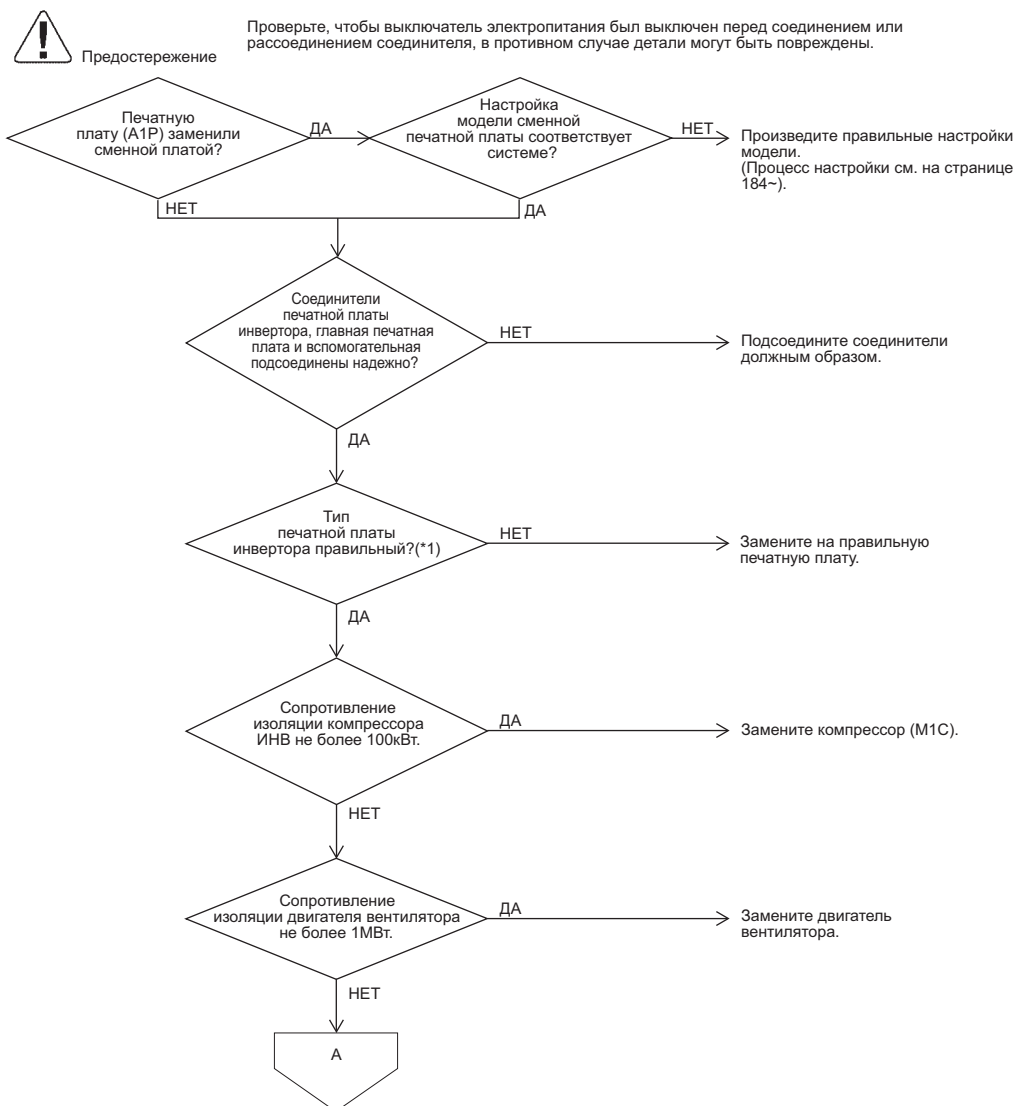 Предостережение
Проверьте, чтобы выключатель электропитания был выключен перед соединением или
рассоединением соединителя, в противном случае детали могут быть повреждены.
Печатную
плату (A1P) заменили
сменной платой?
ДА
Настройка
модели сменной
печатной платы соответствует
системе?
НЕТ
Произведите правильные настройки
модели.
(Процесс настройки см. на странице
184~).
НЕТ
ДА
Соединители
печатной платы
инвертора, главная печатная
плата и вспомогательная
подсоединены надежно?
НЕТ
Подсоедините соединители
должным образом.
ДА
Тип
печатной платы
инвертора правильный?(*1)
НЕТ
Замените на правильную
печатную плату.
ДА
Сопротивление
изоляции компрессора
ИНВ не более 100кВт.
ДА
Замените компрессор (M1C).
НЕТ
Сопротивление
изоляции двигателя вентилятора
не более 1МВт.
ДА
Замените двигатель
вентилятора.
НЕТ
A